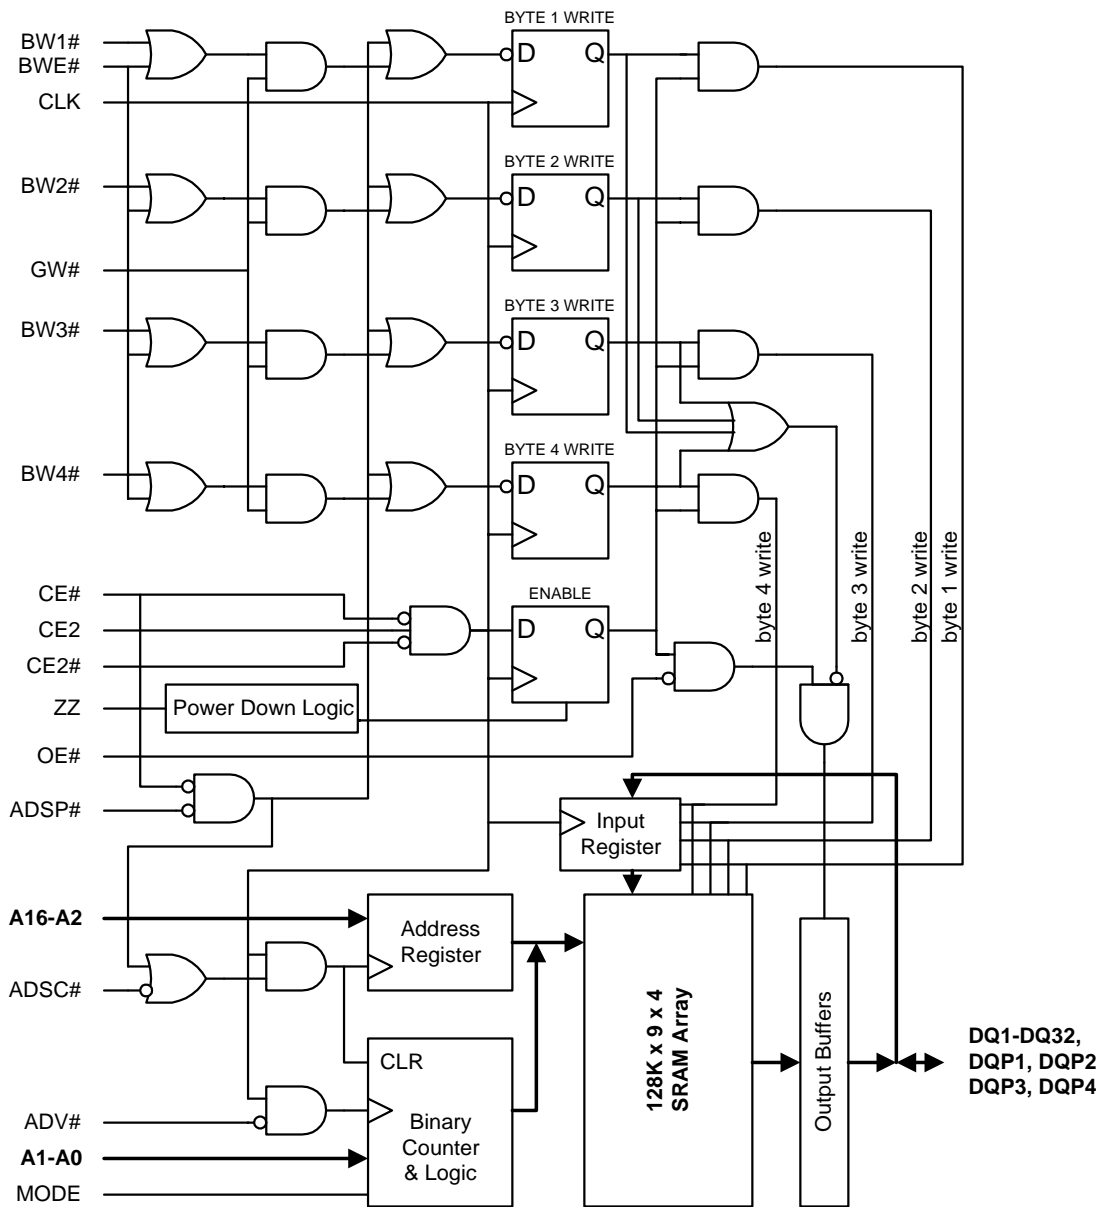 BYTE 1 WRITE
BW1#
BWE#
D Q
CLK
BYTE 2 WRITE
BW2#
D Q
GW#
BYTE 3 WRITE
BW3#
D Q
BYTE 4 WRITE
BW4#
D Q
byte 4 write
byte 3 write
byte 2 write
byte 1 write
CE#
ENABLE
CE2
D Q
CE2#
ZZ
Power Down Logic
OE#
ADSP#
Input
Register
A16-A2
Address
Register
ADSC#
CLR
128K x 9 x 4
SRAM Array
Output Buffers
DQ1-DQ32,
DQP1, DQP2
DQP3, DQP4
ADV#
Binary
Counter
& Logic
A1-A0
MODE